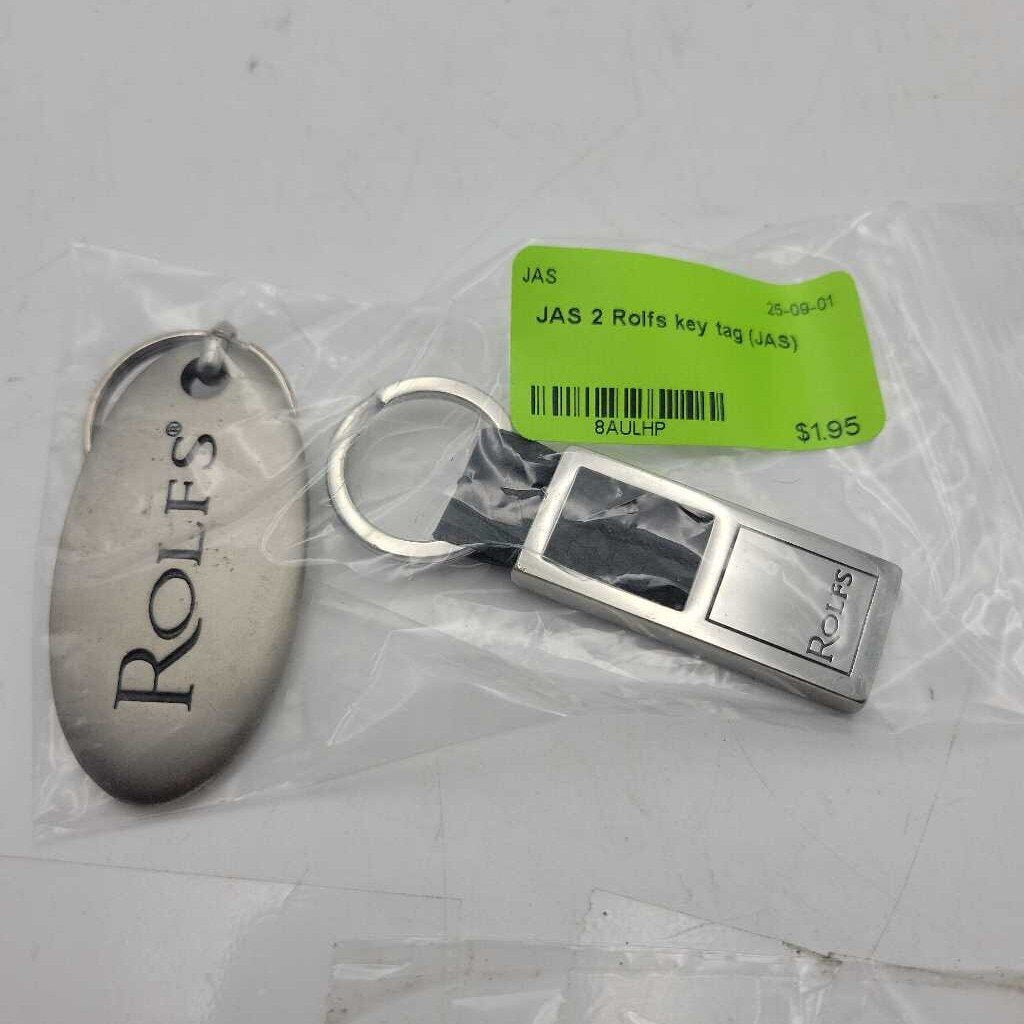 JAS
25-09-01
JAS 2 Rolfs key tag (JAS)
8AULHP
$1.95
ROLFS®
ROLFS